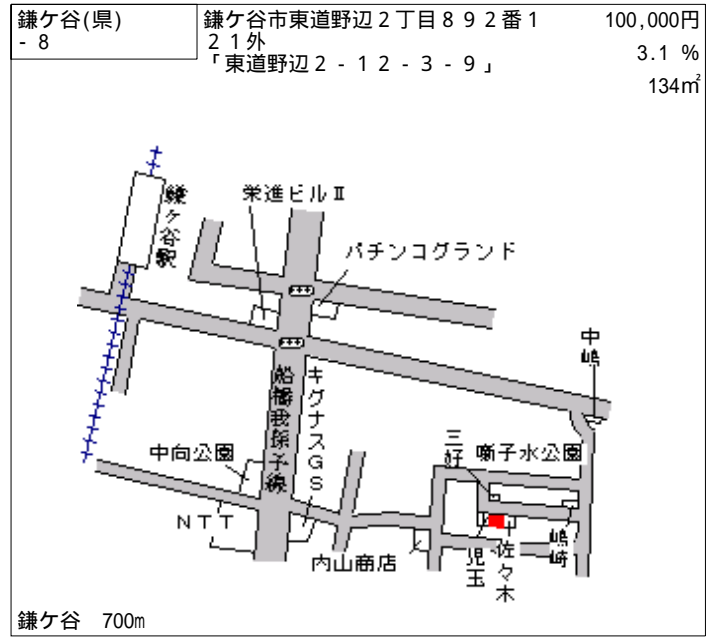 鎌ケ谷(県)
- 8
鎌ケ谷市東道野辺２丁目８９２番１
２１外
「東道野辺２‐１２‐３‐９」
100,000円
3.1 %
134㎡
栄進ビルⅡ
鎌ケ谷駅
パチンコグランド
中嶋
船橋我孫子線
キグナスGS
中向公園
三好
囃子水公園
NTT
内山商店
児玉
佐々木
嶋崎
鎌ケ谷 700m